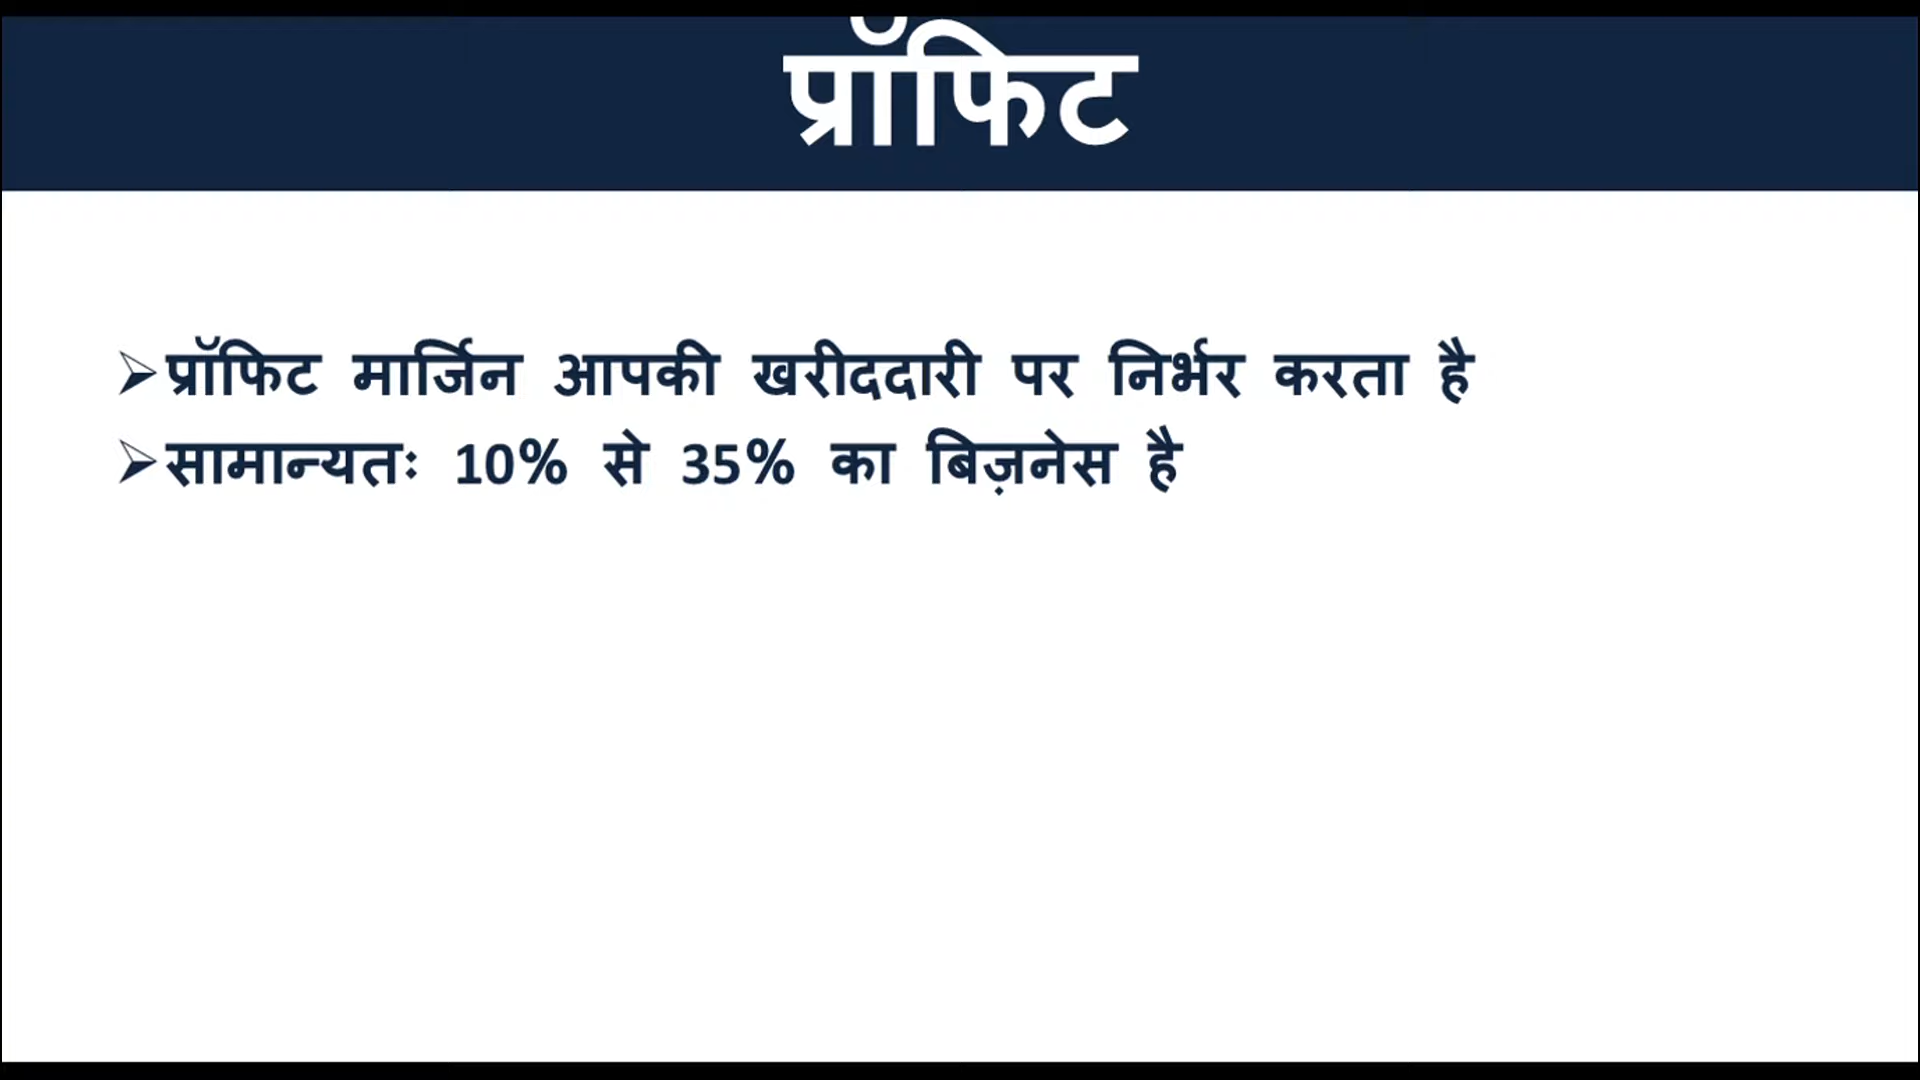 प्रॉफिट
➢प्रॉफिट मार्जिन आपकी खरीददारी पर निर्भर करता है
➢सामान्यतः 10% से 35% का बिज़नेस है